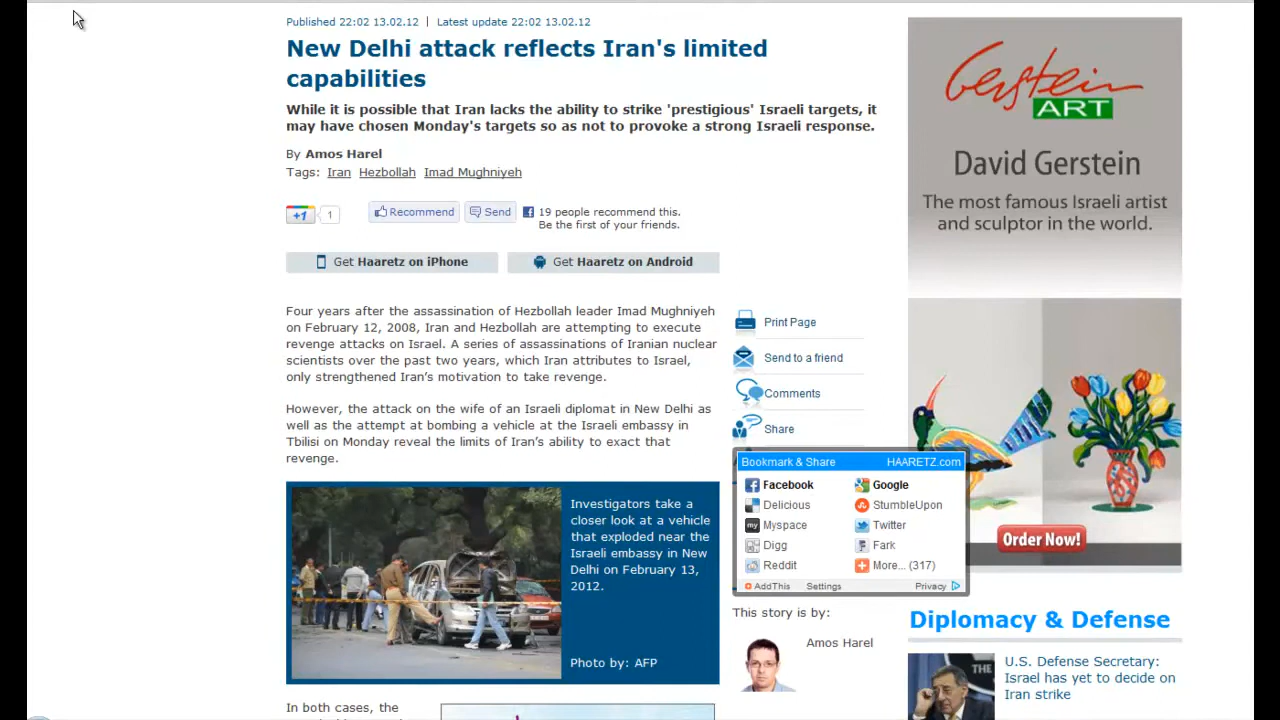 Published 22:02 13.02.12 | Latest update 22:02 13.02.12
New Delhi attack reflects Iran's limited
capabilities
While it is possible that Iran lacks the ability to strike 'prestigious' Israeli targets, it
may have chosen Monday's targets so as not to provoke a strong Israeli response.
By Amos Harel
Tags: Iran Hezbollah Imad Mughniyeh
+1 1 Recommend Send 19 people recommend this.
Be the first of your friends.
Get Haaretz on iPhone Get Haaretz on Android
Four years after the assassination of Hezbollah leader Imad Mughniyeh
on February 12, 2008, Iran and Hezbollah are attempting to execute
revenge attacks on Israel. A series of assassinations of Iranian nuclear
scientists over the past two years, which Iran attributes to Israel,
only strengthened Iran's motivation to take revenge.
However, the attack on the wife of an Israeli diplomat in New Delhi as
well as the attempt at bombing a vehicle at the Israeli embassy in
Tbilisi on Monday reveal the limits of Iran's ability to exact that
revenge.
Investigators take a
closer look at a vehicle
that exploded near the
Israeli embassy in New
Delhi on February 13,
2012.
Photo by: AFP
In both cases, the
Print Page
Send to a friend
Comments
Share
Bookmark & Share HAARETZ.com
Facebook Google
Delicious StumbleUpon
Myspace Twitter
Digg Fark
Reddit More... (317)
AddThis Settings Privacy
This story is by:
Amos Harel
Gerstein
ART
David Gerstein
The most famous Israeli artist
and sculptor in the world.
Order Now!
Diplomacy & Defense
THE
U.S. Defense Secretary:
Israel has yet to decide on
Iran strike